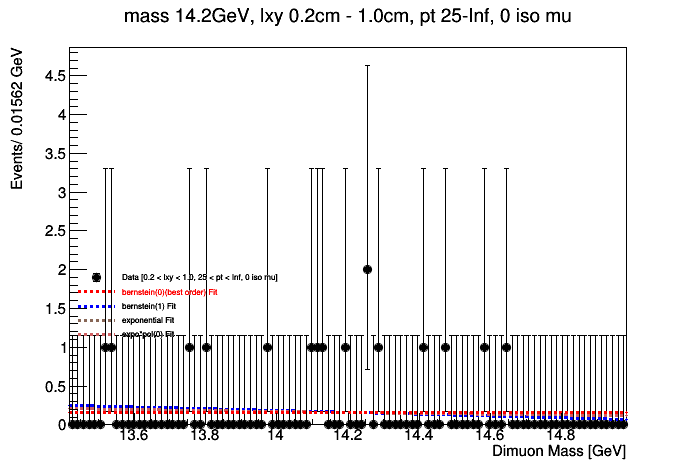 mass 14.2GeV, lxy 0.2cm - 1.0cm, pt 25-Inf, 0 iso mu
Events/ 0.01562 GeV
4.5
4
3.5
3
2.5
2
1.5
1
0.5
0
Data [0.2 < lxy < 1.0, 25 < pt < Inf, 0 iso mu]
bernstein(0)(best order) Fit
bernstein(1) Fit
exponential Fit
expo*pol(0) Fit
13.6 13.8 14 14.2 14.4 14.6 14.8
Dimuon Mass [GeV]